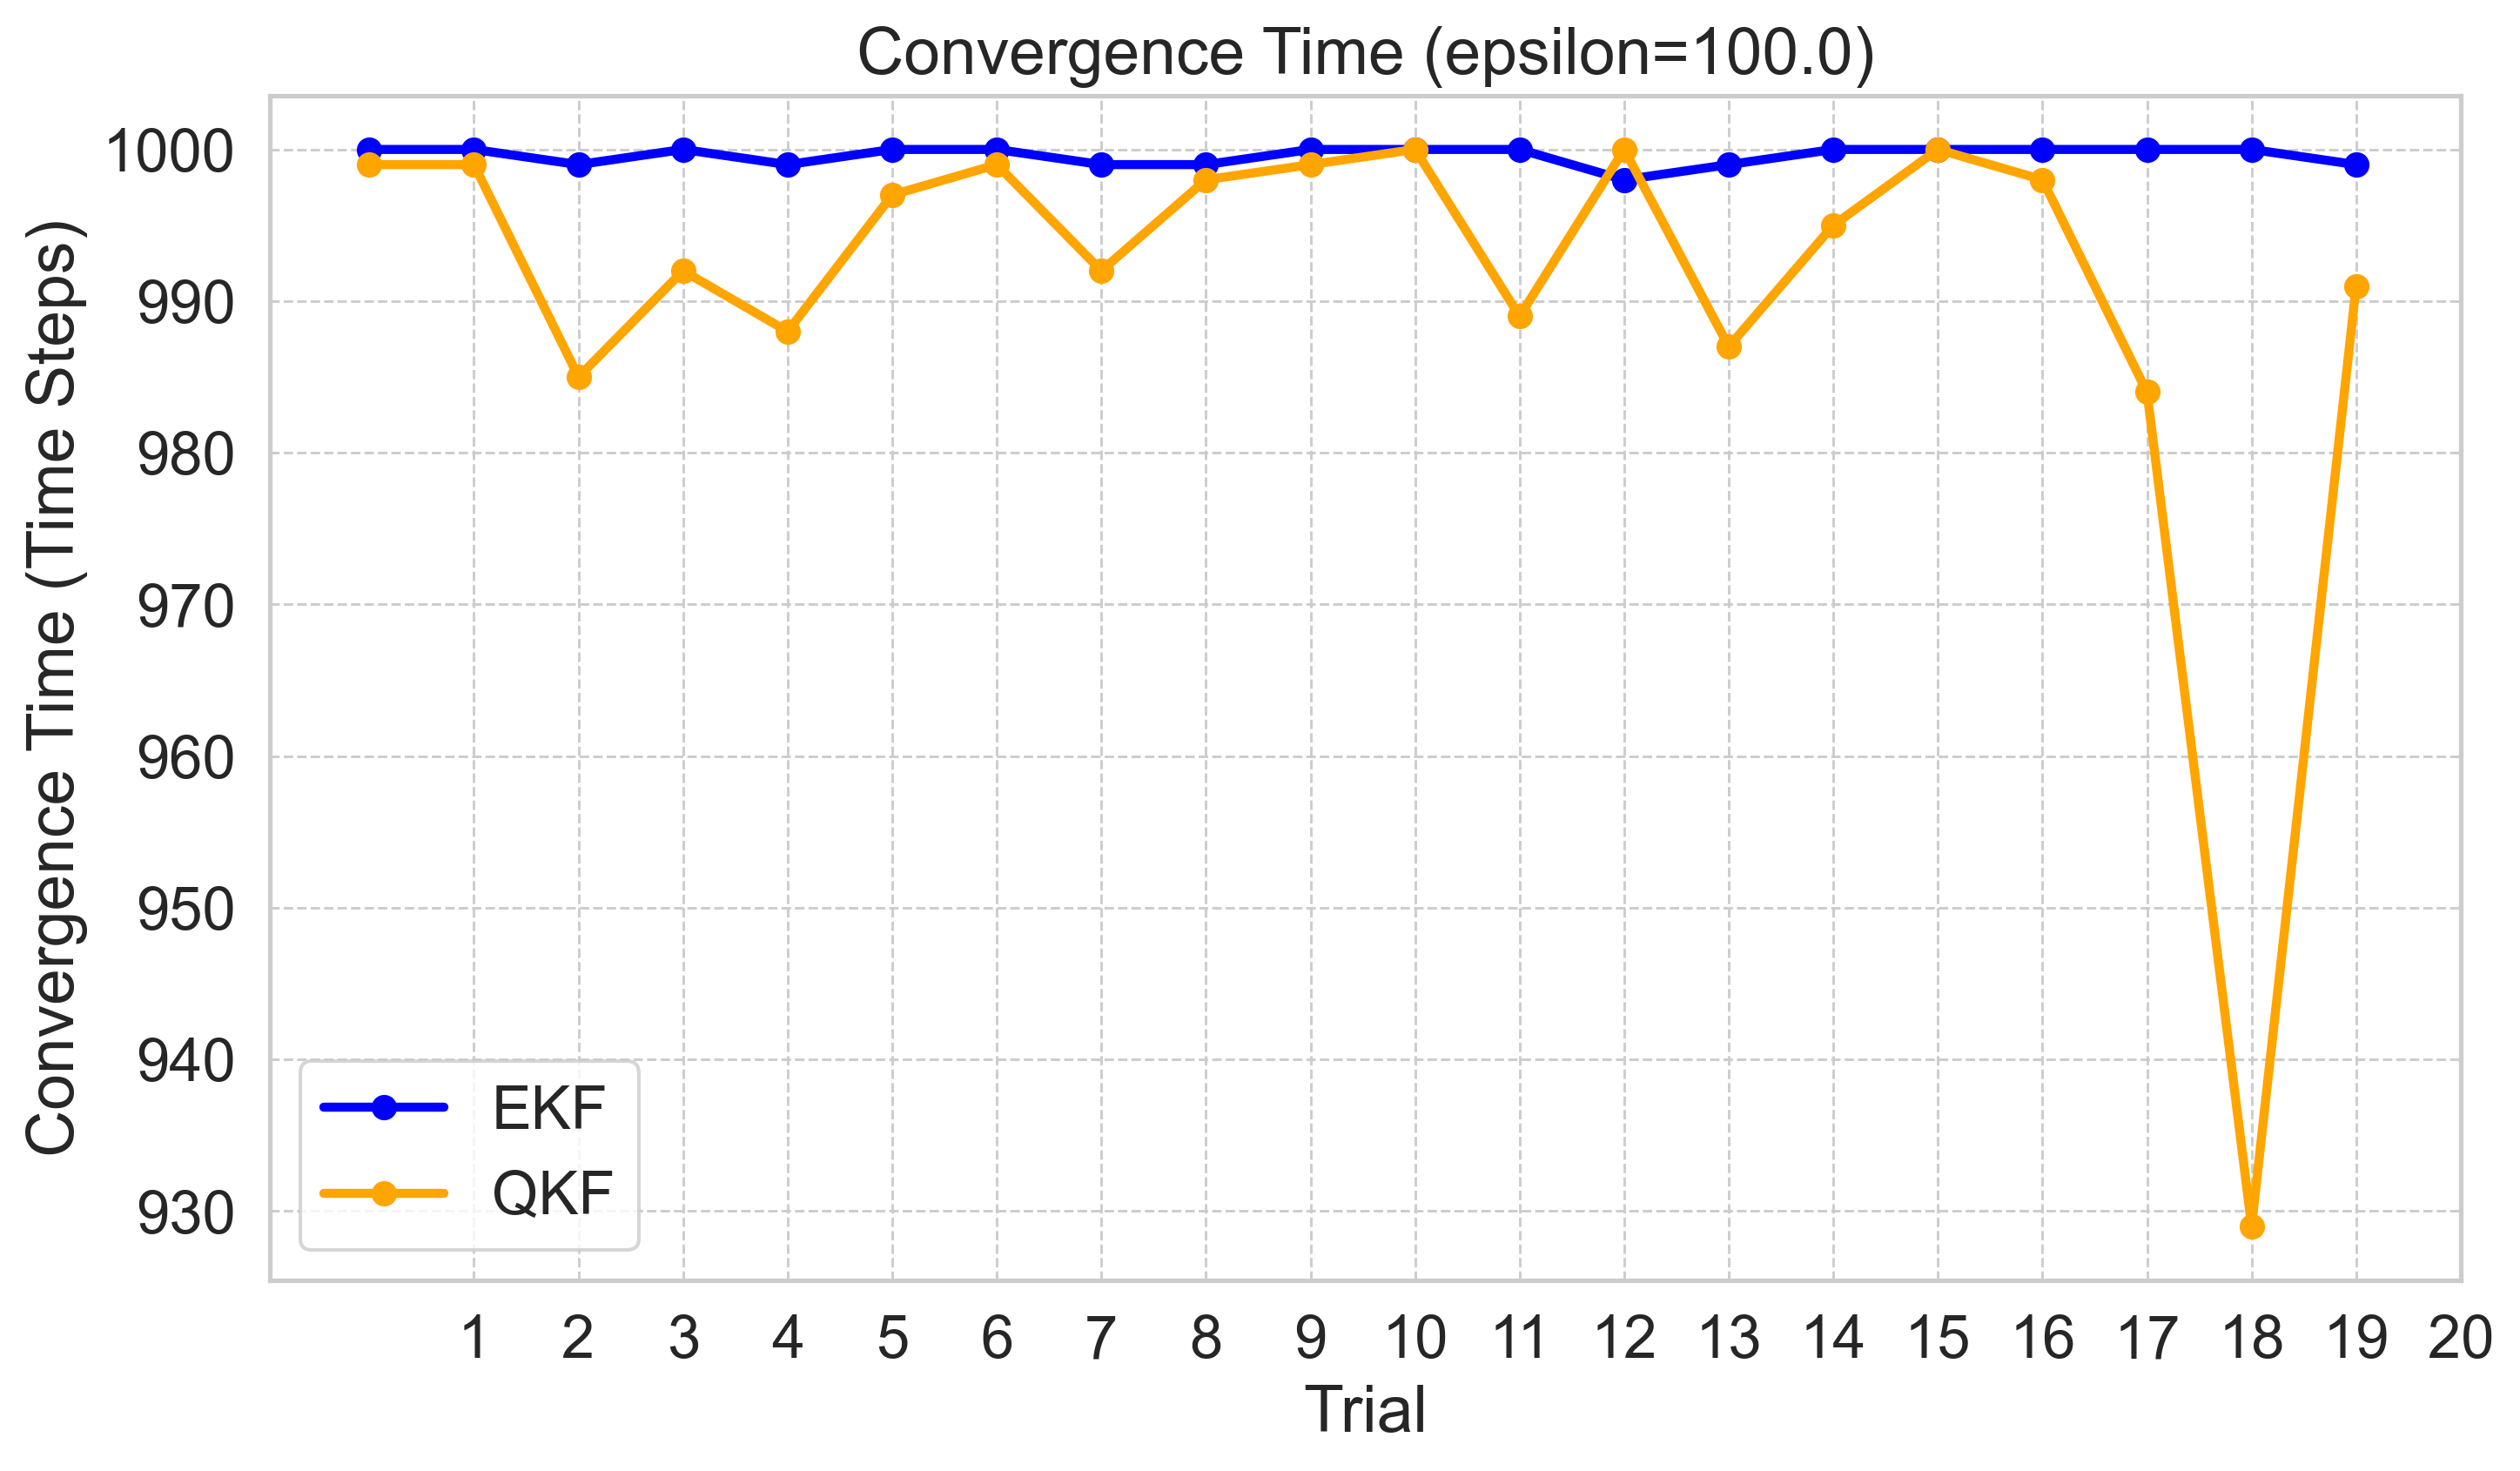 Convergence Time (epsilon=100.0)
Convergence Time (Time Steps)
1000
990
980
970
960
950
940
930
EKF
QKF
1 2 3 4 5 6 7 8 9 10 11 12 13 14 15 16 17 18 19 20
Trial